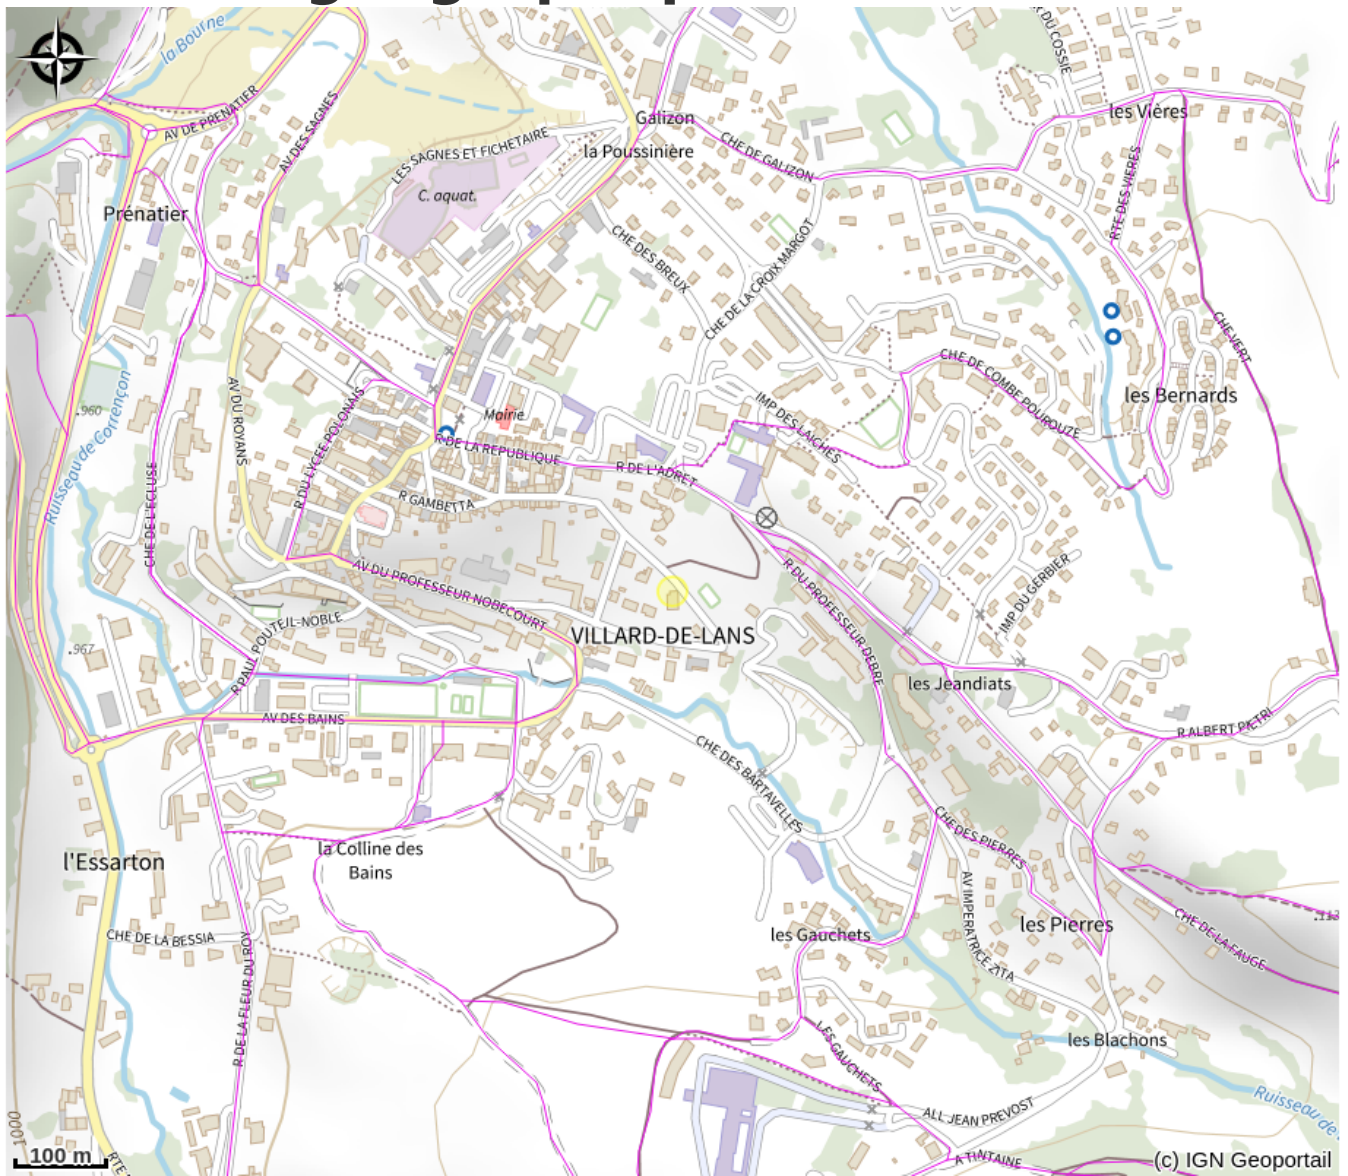 la Bourne
R DU COSSIE
AV DE PRENATIER
AV DES SAGNES
LES SAGNES ET FICHETAIRE
Galizon
la Poussinière
CHE DE GALIZON
les Vières
RTE DES VIERES
C. aquat.
Prénatier
CHE DES BREUX
CHE DE LA CROIX MARGOT
CHE VERT
CHE DE COMBE POUROUZE
les Bernards
.960
Ruisseau de Corrençon
AV DU ROYANS
R DU LYCEE POLONAIS
Mairie
R DE LA REPUBLIQUE
R DE L'ADRET
IMP DES LAICHES
R GAMBETTA
CHE DE L'ECLUSE
AV DU PROFESSEUR NOBECOURT
R DU PROFESSEUR DEBRE
IMP DU GERBIER
R PAUL POUTEIL-NOBLE
VILLARD-DE-LANS
.967
les Jeandiats
AV DES BAINS
R ALBERT PIETRI
CHE DES BARTAVELLES
CHE DES PIERRES
l'Essarton
la Colline des
Bains
AV IMPERATRICE ZITA
les Pierres
.113
CHE DE LA FAUGE
CHE DE LA BESSIA
les Gauchets
R DE LA FLEUR DU ROY
LES GAUCHETS
les Blachons
Ruisseau de
ALL JEAN PREVOST
1000
100 m
RTE
A TINTAINE
(c) IGN Geoportail